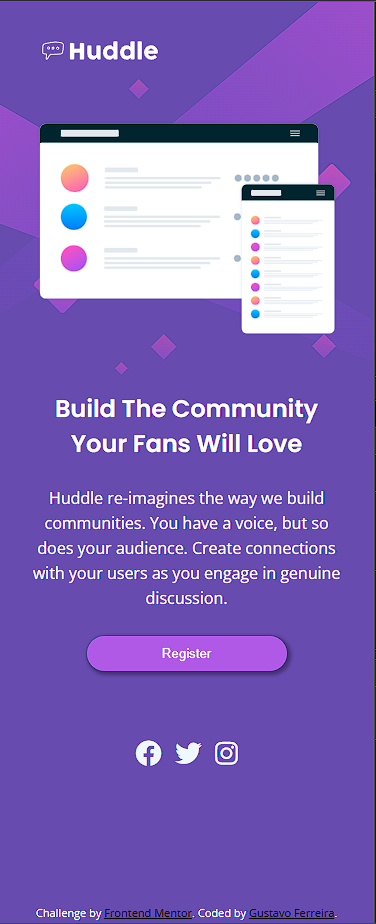 Huddle
Build The Community
Your Fans Will Love
Huddle re-imagines the way we build
communities. You have a voice, but so
does your audience. Create connections
with your users as you engage in genuine
discussion.
Register
Challenge by Frontend Mentor. Coded by Gustavo Ferreira.